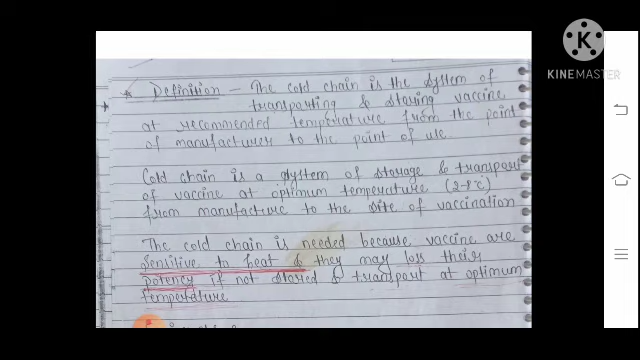 KINEMASTER
* Definition - The cold chain is the system of
transporting & storing vaccine
at recommended temperature from the point
of manufacturer to the point of use
Cold chain is a system of storage & transport
of vaccine at optimum temperature (2-8°c)
from manufacture to the site of vaccination
The cold chain is needed because vaccine are
sensitive to heat & they may loss their
potency if not stored & transport at optimum
temperature